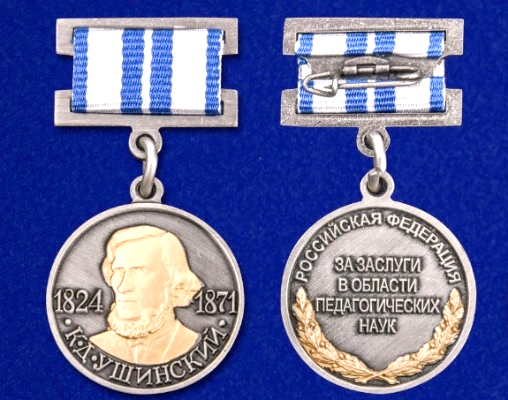 1824 1871
·К·Д·УШИНСКИЙ·
РОССИЙСКАЯ ФЕДЕРАЦИЯ
ЗА ЗАСЛУГИ
В ОБЛАСТИ
ПЕДАГОГИЧЕСКИХ
НАУК